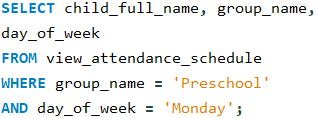 SELECT child_full_name, group_name,
day_of_week
FROM view_attendance_schedule
WHERE group_name = 'Preschool'
AND day_of_week = 'Monday';